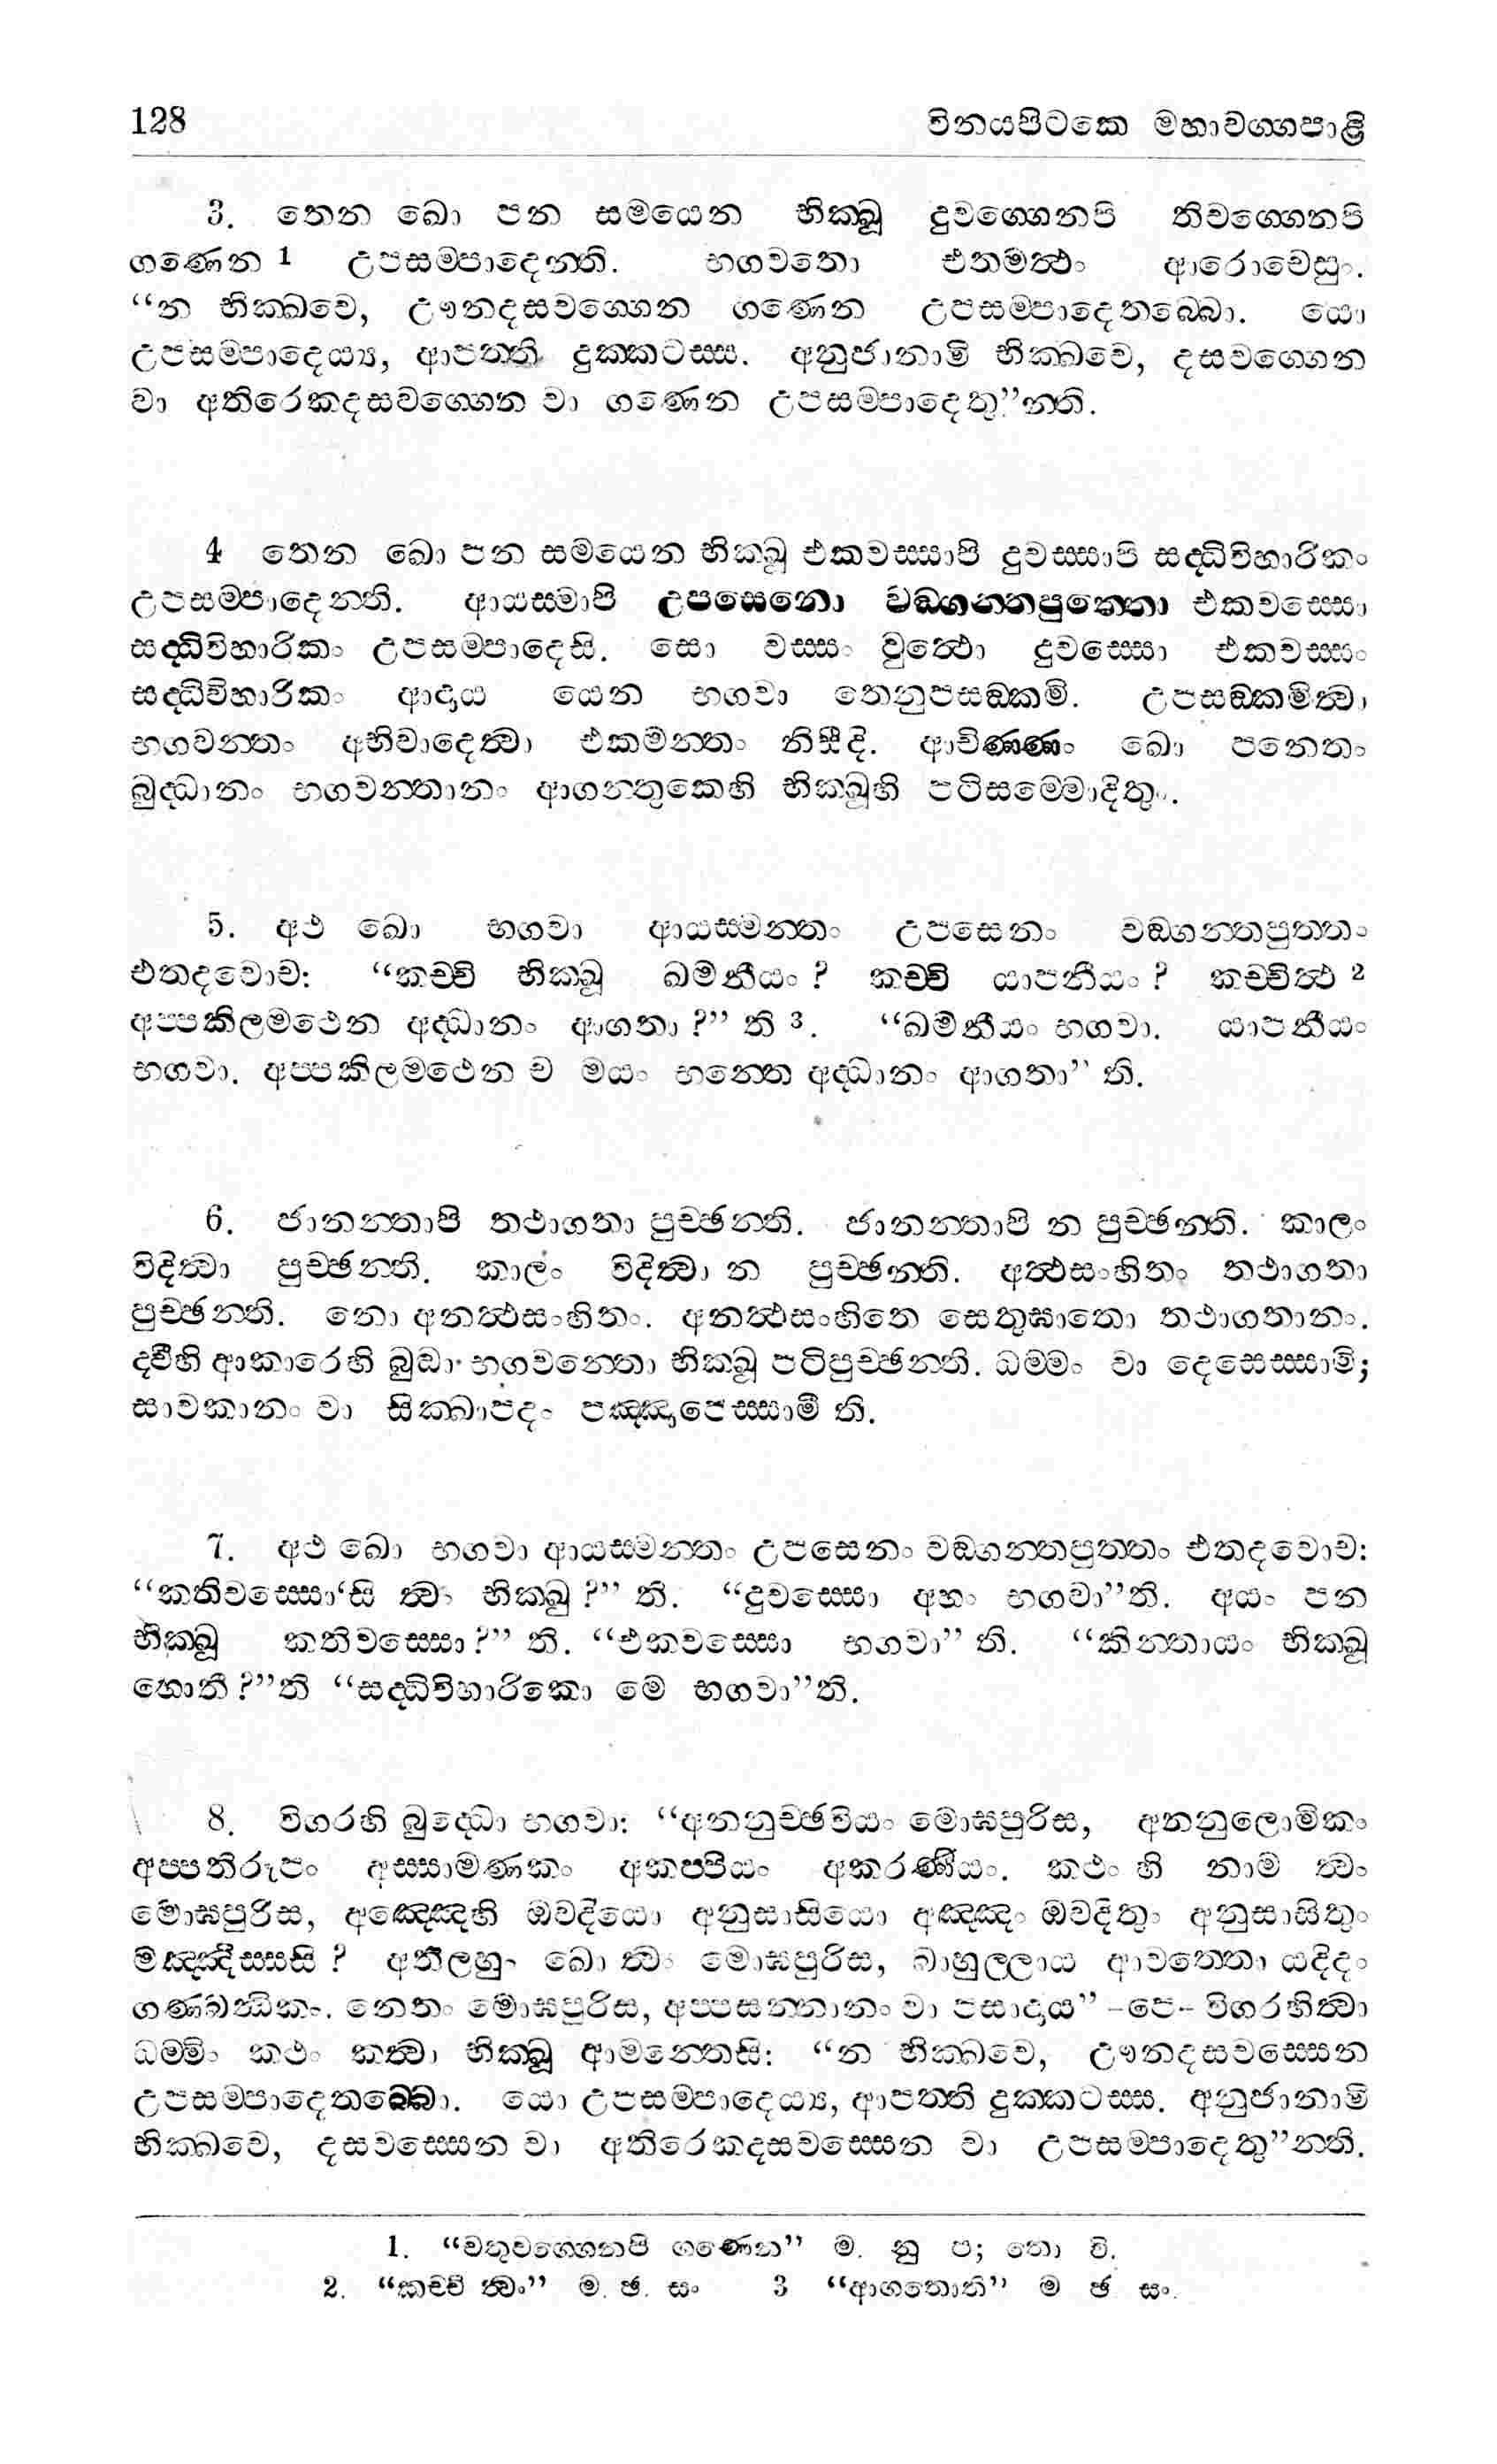 128 විනයපිටකෙ මහාවග්ගපාළි
3. තෙන ඛො පන සමයෙන භික්ඛූ දුවග්ගෙනපි තිවග්ගෙනපි
ගණෙන 1 උපසම්පාදෙන්ති. භගවතො එතමත්ථං ආරොචෙසුං.
“න භික්ඛවෙ, ඌනදසවග්ගෙන ගණෙන උපසම්පාදෙතබ්බො. යො
උපසම්පාදෙය්‍ය, ආපත්ති දුක්කටස්ස. අනුජානාමි භික්ඛවෙ, දසවග්ගෙන
වා අතිරෙකදසවග්ගෙන වා ගණෙන උපසම්පාදෙතු”න්ති.
4 තෙන ඛො පන සමයෙන භික්ඛූ එකවස්සාපි දුවස්සාපි සද්ධිවිහාරිකං
උපසම්පාදෙන්ති. ආයස්මාපි උපසෙනො වඞ්ගන්තපුත්තො එකවස්සො
සද්ධිවිහාරිකං උපසම්පාදෙසි. සො වස්සං වුත්ථො දුවස්සො එකවස්සං
සද්ධිවිහාරිකං ආදාය යෙන භගවා තෙනුපසඞ්කමි. උපසඞ්කමිත්වා
භගවන්තං අභිවාදෙත්වා එකමන්තං නිසීදි. ආචිණ්ණං ඛො පනෙතං
බුද්ධානං භගවන්තානං ආගන්තුකෙහි භික්ඛූහි පටිසම්මොදිතුං.
5. අථ ඛො භගවා ආයස්මන්තං උපසෙනං වඞ්ගන්තපුත්තං
එතදවොච: “කච්චි භික්ඛූ ඛමනීයං? කච්චි යාපනීයං? කච්චිත්ථ 2
අප්පකිලමථෙන අද්ධානං ආගතා?” ති 3. “ඛමනීයං භගවා. යාපනීයං
භගවා. අප්පකිලමථෙන ච මයං භන්තෙ අද්ධානං ආගතා” ති.
6. ජානන්තාපි තථාගතා පුච්ඡන්ති. ජානන්තාපි න පුච්ඡන්ති. කාලං
විදිත්වා පුච්ඡන්ති. කාලං විදිත්වා න පුච්ඡන්ති. අත්ථසංහිතං තථාගතා
පුච්ඡන්ති. නො අනත්ථසංහිතං. අනත්ථසංහිතෙ සෙතුඝාතො තථාගතානං.
ද්වීහි ආකාරෙහි බුද්ධා භගවන්තො භික්ඛූ පටිපුච්ඡන්ති. ධම්මං වා දෙසෙස්සාමි;
සාවකානං වා සික්ඛාපදං පඤ්ඤාපෙස්සාමී ති.
7. අථ ඛො භගවා ආයස්මන්තං උපසෙනං වඞ්ගන්තපුත්තං එතදවොච:
“කතිවස්සො‘සි ත්වං භික්ඛු?” ති. “දුවස්සො අහං භගවා”ති. අයං පන
භික්ඛූ කතිවස්සො?” ති. “එකවස්සො භගවා” ති. “කින්තායං භික්ඛූ
හොතී?”ති “සද්ධිවිහාරිකො මෙ භගවා”ති.
8. විගරහි බුද්ධො භගවා: “අනනුච්ඡවියං මොඝපුරිස, අනනුලොමිකං
අප්පතිරූපං අස්සාමණකං අකප්පියං අකරණීයං. කථං හි නාම ත්වං
මොඝපුරිස, අඤ්ඤෙහි ඔවදියො අනුසාසියො අඤ්ඤං ඔවදිතුං අනුසාසිතුං
මඤ්ඤිස්සසි? අතිලහුං ඛො ත්වං මොඝපුරිස, බාහුල්ලාය ආවත්තො යදිදං
ගණබන්ධිකං. නෙතං මොඝපුරිස, අප්පසන්නානං වා පසාදාය” -පෙ- විගරහිත්වා
ධම්මිං කථං කත්වා භික්ඛූ ආමන්තෙසි: “න භික්ඛවෙ, ඌනදසවස්සෙන
උපසම්පාදෙතබ්බො. යො උපසම්පාදෙය්‍ය, ආපත්ති දුක්කටස්ස. අනුජානාමි
භික්ඛවෙ, දසවස්සෙන වා අතිරෙකදසවස්සෙන වා උපසම්පාදෙතු”න්ති.
1. “චතුවග්ගෙනපි ගණෙන” ම. නු ප; තො වි.
2. “කච්චි ත්වං” ම. ඡ. සං 3 “ආගතොති” ම ඡ සං.